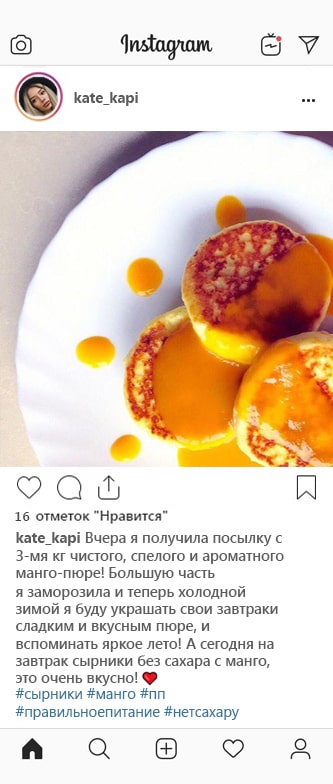 Instagram
kate_kapi
16 отметок "Нравится"
kate_kapi Вчера я получила посылку с
3-мя кг чистого, спелого и ароматного
манго-пюре! Большую часть
я заморозила и теперь холодной
зимой я буду украшать свои завтраки
сладким и вкусным пюре, и
вспоминать яркое лето! А сегодня на
завтрак сырники без сахара с манго,
это очень вкусно! ❤️
#сырники #манго #пп
#правильноепитание #нетсахару